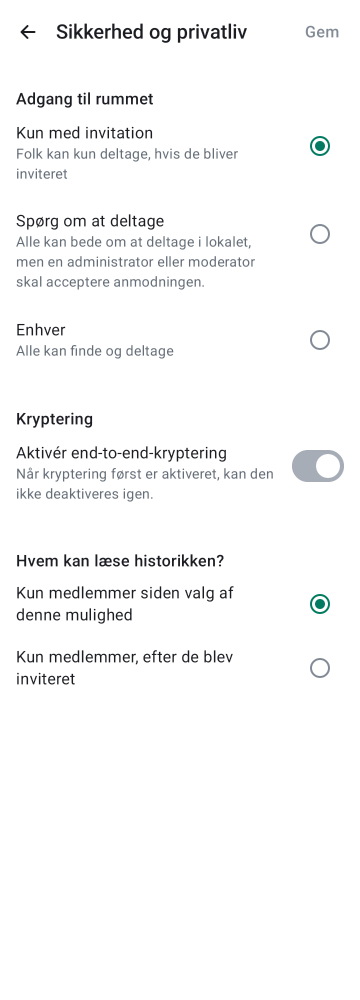 Sikkerhed og privatliv
Gem
Adgang til rummet
Kun med invitation
Folk kan kun deltage, hvis de bliver
inviteret
Spørg om at deltage
Alle kan bede om at deltage i lokalet,
men en administrator eller moderator
skal acceptere anmodningen.
Enhver
Alle kan finde og deltage
Kryptering
Aktivér end-to-end-kryptering
Når kryptering først er aktiveret, kan den
ikke deaktiveres igen.
Hvem kan læse historikken?
Kun medlemmer siden valg af
denne mulighed
Kun medlemmer, efter de blev
inviteret